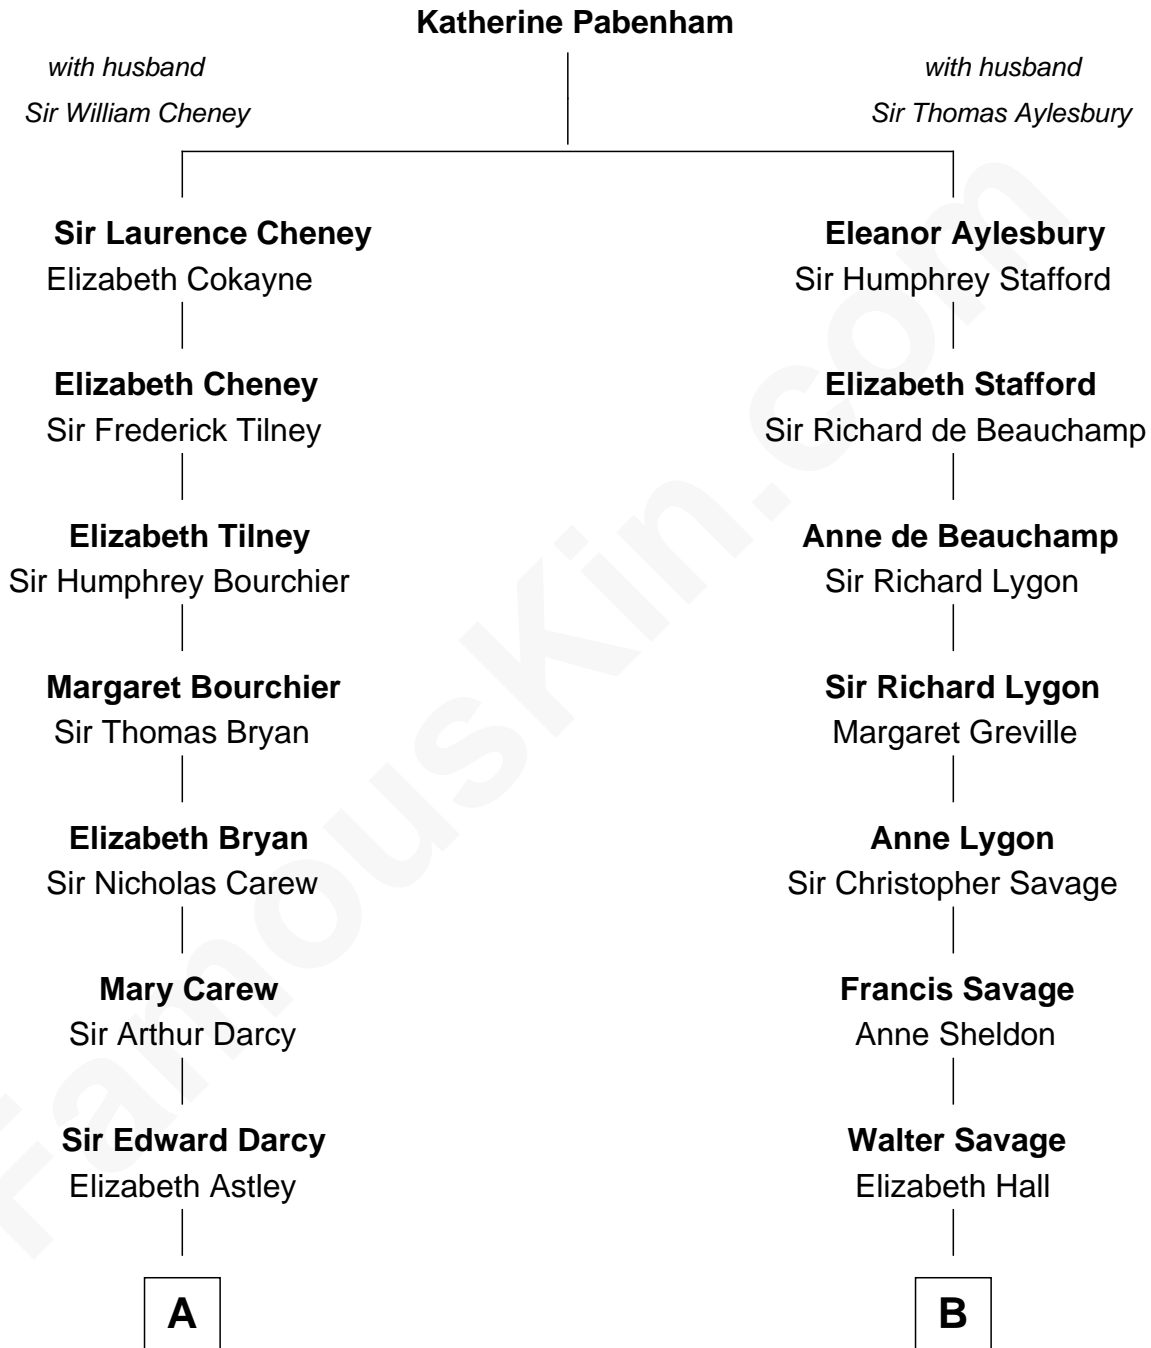 Katherine Pabenham
with husband
Sir William Cheney
with husband
Sir Thomas Aylesbury
Sir Laurence Cheney
Elizabeth Cokayne
Eleanor Aylesbury
Sir Humphrey Stafford
Elizabeth Cheney
Sir Frederick Tilney
Elizabeth Stafford
Sir Richard de Beauchamp
Elizabeth Tilney
Sir Humphrey Bourchier
Anne de Beauchamp
Sir Richard Lygon
Margaret Bourchier
Sir Thomas Bryan
Sir Richard Lygon
Margaret Greville
Elizabeth Bryan
Sir Nicholas Carew
Anne Lygon
Sir Christopher Savage
Mary Carew
Sir Arthur Darcy
Francis Savage
Anne Sheldon
Sir Edward Darcy
Elizabeth Astley
Walter Savage
Elizabeth Hall
A
B
FamousKin.com